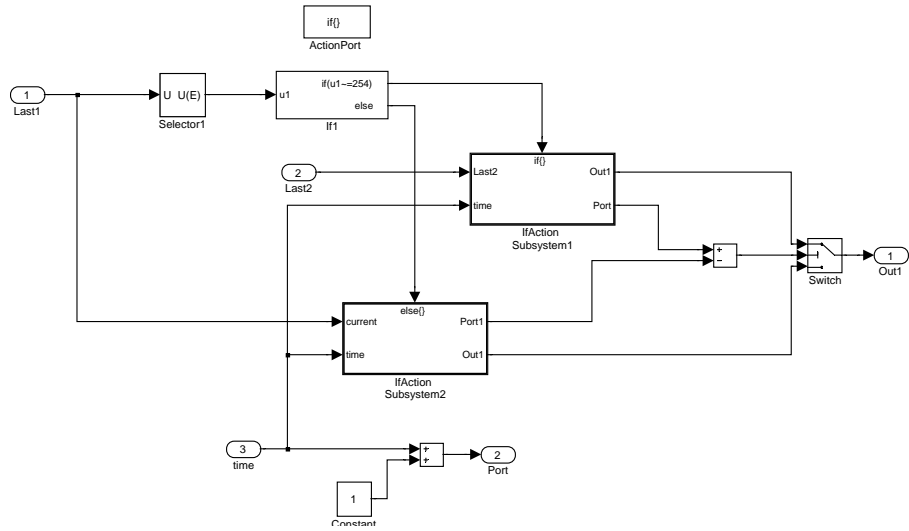 if{}
ActionPort
1
Last1
U U(E)
Selector1
u1
if(u1~=254)
else
If1
2
Last2
if{}
Last2
Out1
time
Port
IfAction
Subsystem1
+
−
Switch
1
Out1
else{}
current
Port1
time
Out1
IfAction
Subsystem2
3
time
+
+
2
Port
1
Constant